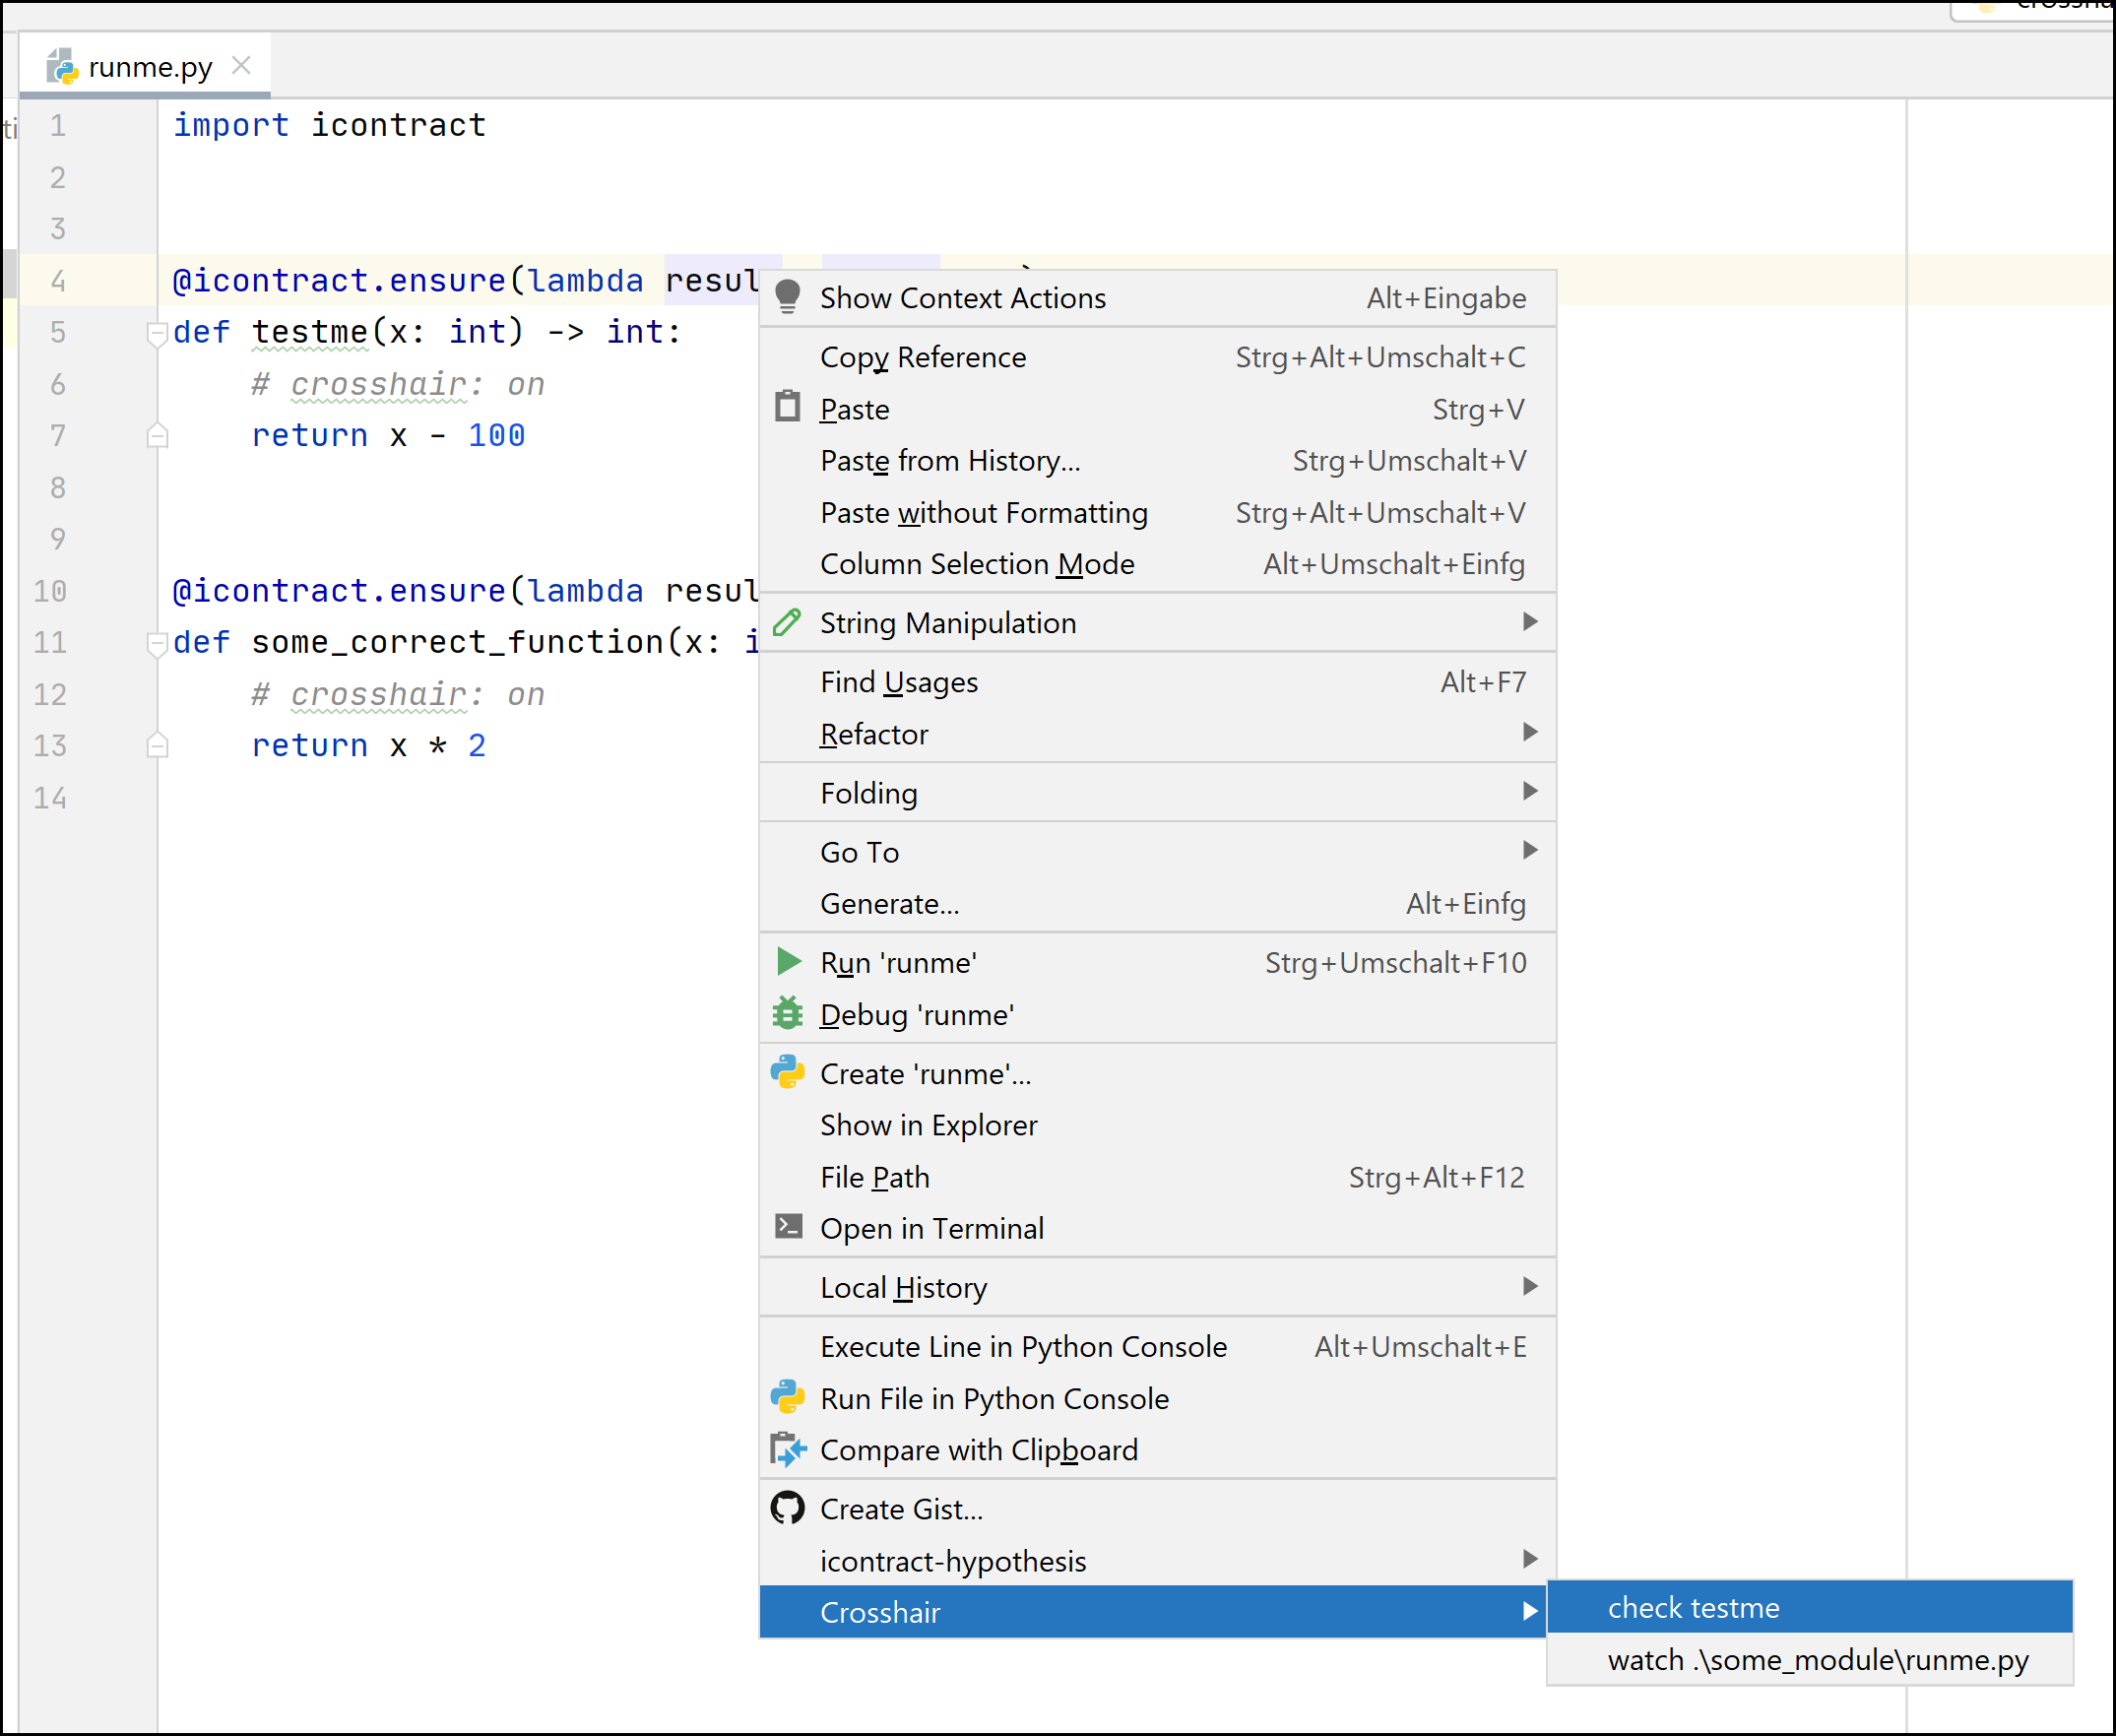 runme.py
1 import icontract
2
3
4 @icontract.ensure(lambda resul
5 def testme(x: int) -> int:
6 # crosshair: on
7 return x - 100
8
9
10 @icontract.ensure(lambda resul
11 def some_correct_function(x: i
12 # crosshair: on
13 return x * 2
14
Show Context Actions Alt+Eingabe
Copy Reference Strg+Alt+Umschalt+C
Paste Strg+V
Paste from History... Strg+Umschalt+V
Paste without Formatting Strg+Alt+Umschalt+V
Column Selection Mode Alt+Umschalt+Einfg
String Manipulation
Find Usages Alt+F7
Refactor
Folding
Go To
Generate... Alt+Einfg
Run 'runme' Strg+Umschalt+F10
Debug 'runme'
Create 'runme'...
Show in Explorer
File Path Strg+Alt+F12
Open in Terminal
Local History
Execute Line in Python Console Alt+Umschalt+E
Run File in Python Console
Compare with Clipboard
Create Gist...
icontract-hypothesis
Crosshair
check testme
watch .\some_module\runme.py